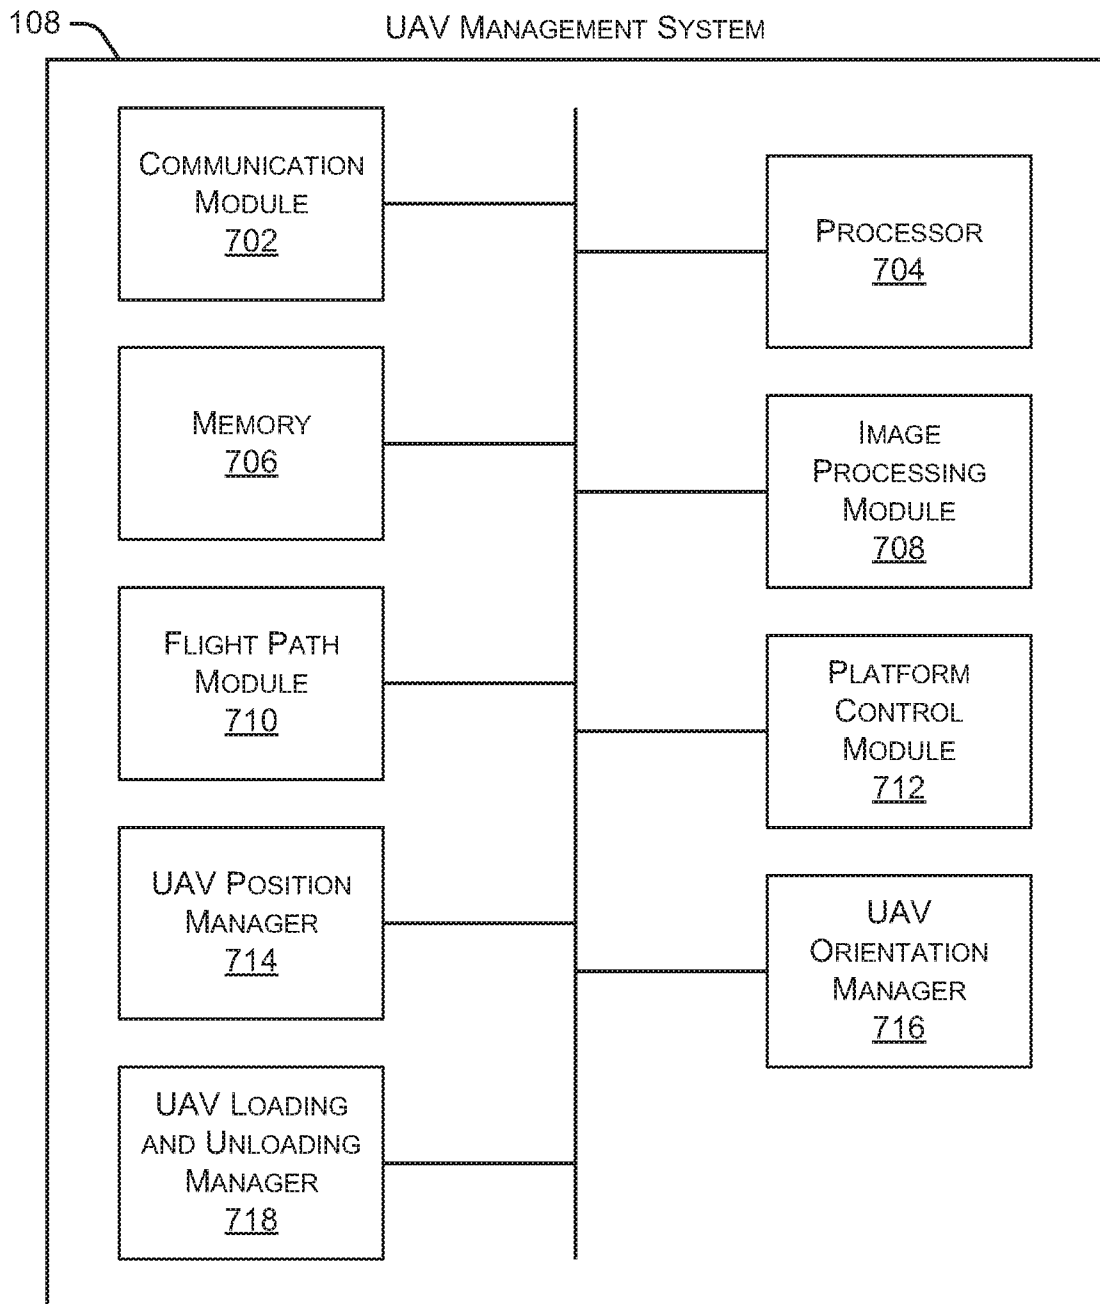 108
UAV MANAGEMENT SYSTEM
COMMUNICATION
MODULE
702
PROCESSOR
704
MEMORY
706
IMAGE
PROCESSING
MODULE
708
FLIGHT PATH
MODULE
710
PLATFORM
CONTROL
MODULE
712
UAV POSITION
MANAGER
714
UAV
ORIENTATION
MANAGER
716
UAV LOADING
AND UNLOADING
MANAGER
718